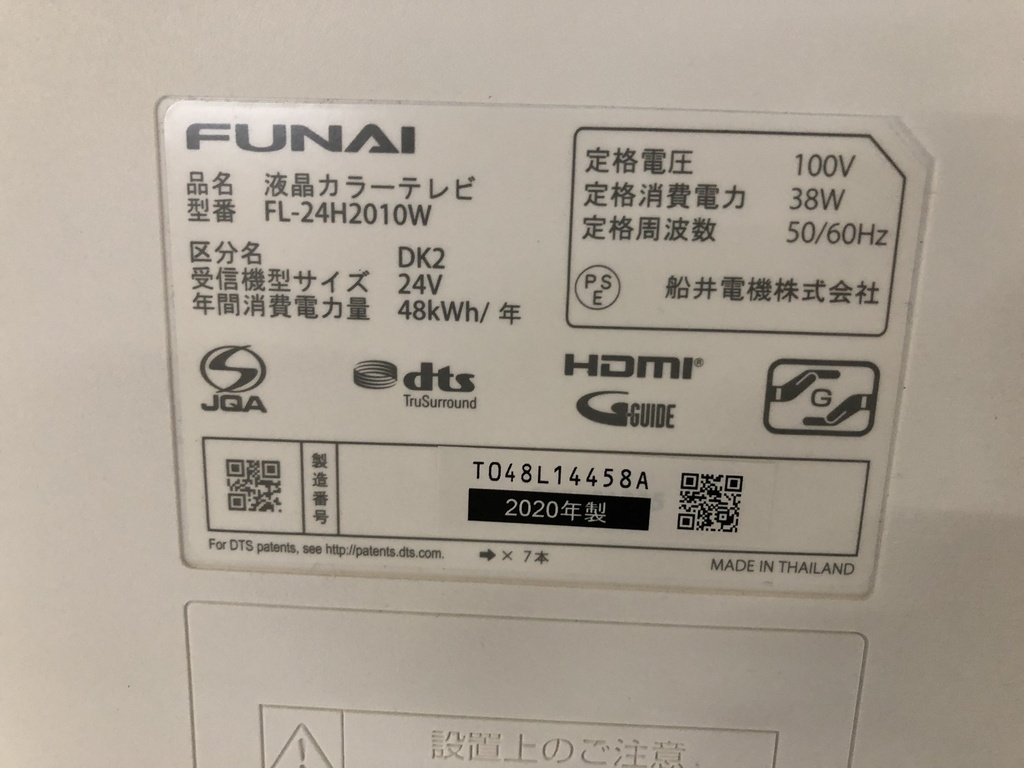 FUNAI
品名 液晶カラーテレビ
型番 FL-24H2010W
区分名 DK2
受信機型サイズ 24V
年間消費電力量 48kWh/ 年
定格電圧 100V
定格消費電力 38W
定格周波数 50/60Hz
PSE 船井電機株式会社
JQA
dts
TruSurround
HDMI®
G-GUIDE
G
製造番号
T048L14458A
2020年製
For DTS patents, see http://patents.dts.com.
➡× 7本
MADE IN THAILAND
設置上のご注意